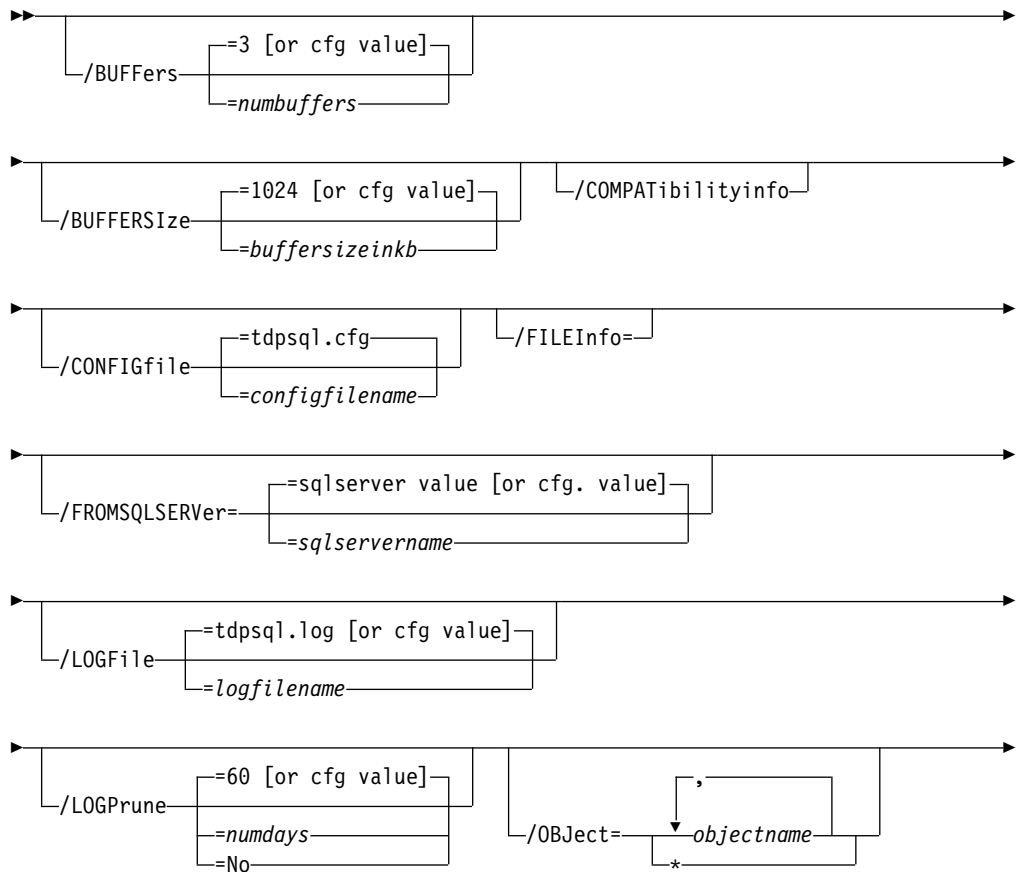 =3 [or cfg value]
/BUFFers
=numbuffers
=1024 [or cfg value]
/BUFFERSIze
=buffersizeinkb
/COMPATibilityinfo
=tdpsql.cfg
/CONFIGfile
=configfilename
/FILEInfo=
=sqlserver value [or cfg. value]
/FROMSQLSERVer=
=sqlservername
=tdpsql.log [or cfg value]
/LOGFile
=logfilename
=60 [or cfg value]
/LOGPrune
=numdays
=No
,
/OBJect=
objectname
*